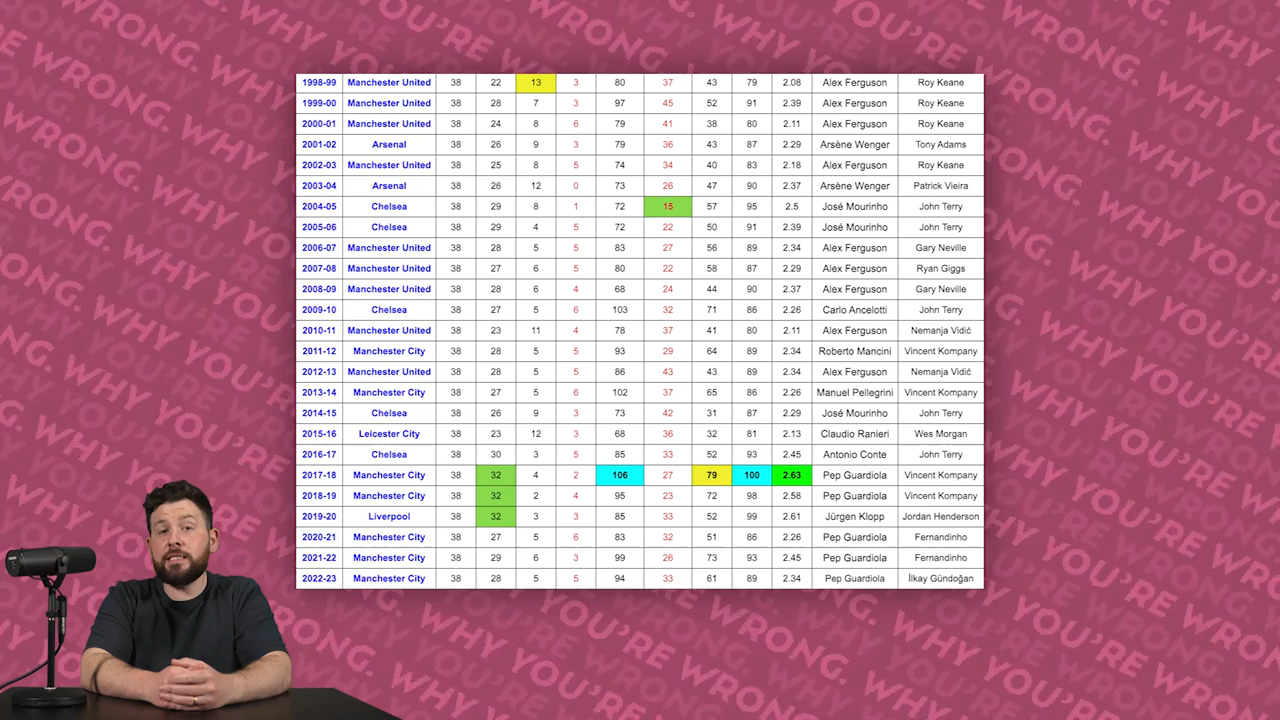 WHY YOU'RE WRONG.
1998-99 Manchester United 38 22 13 3 80 37 43 79 2.08 Alex Ferguson Roy Keane
1999-00 Manchester United 38 28 7 3 97 45 52 91 2.39 Alex Ferguson Roy Keane
2000-01 Manchester United 38 24 8 6 79 41 38 80 2.11 Alex Ferguson Roy Keane
2001-02 Arsenal 38 26 9 3 79 36 43 87 2.29 Arsène Wenger Tony Adams
2002-03 Manchester United 38 25 8 5 74 34 40 83 2.18 Alex Ferguson Roy Keane
2003-04 Arsenal 38 26 12 0 73 26 47 90 2.37 Arsène Wenger Patrick Vieira
2004-05 Chelsea 38 29 8 1 72 15 57 95 2.5 José Mourinho John Terry
2005-06 Chelsea 38 29 4 5 72 22 50 91 2.39 José Mourinho John Terry
2006-07 Manchester United 38 28 5 5 83 27 56 89 2.34 Alex Ferguson Gary Neville
2007-08 Manchester United 38 27 6 5 80 22 58 87 2.29 Alex Ferguson Ryan Giggs
2008-09 Manchester United 38 28 6 4 68 24 44 90 2.37 Alex Ferguson Gary Neville
2009-10 Chelsea 38 27 5 6 103 32 71 86 2.26 Carlo Ancelotti John Terry
2010-11 Manchester United 38 23 11 4 78 37 41 80 2.11 Alex Ferguson Nemanja Vidić
2011-12 Manchester City 38 28 5 5 93 29 64 89 2.34 Roberto Mancini Vincent Kompany
2012-13 Manchester United 38 28 5 5 86 43 43 89 2.34 Alex Ferguson Nemanja Vidić
2013-14 Manchester City 38 27 5 6 102 37 65 86 2.26 Manuel Pellegrini Vincent Kompany
2014-15 Chelsea 38 26 9 3 73 42 31 87 2.29 José Mourinho John Terry
2015-16 Leicester City 38 23 12 3 68 36 32 81 2.13 Claudio Ranieri Wes Morgan
2016-17 Chelsea 38 30 3 5 85 33 52 93 2.45 Antonio Conte John Terry
2017-18 Manchester City 38 32 4 2 106 27 79 100 2.63 Pep Guardiola Vincent Kompany
2018-19 Manchester City 38 32 2 4 95 23 72 98 2.58 Pep Guardiola Vincent Kompany
2019-20 Liverpool 38 32 3 3 85 33 52 99 2.61 Jürgen Klopp Jordan Henderson
2020-21 Manchester City 38 27 5 6 83 32 51 86 2.26 Pep Guardiola Fernandinho
2021-22 Manchester City 38 29 6 3 99 26 73 93 2.45 Pep Guardiola Fernandinho
2022-23 Manchester City 38 28 5 5 94 33 61 89 2.34 Pep Guardiola İlkay Gündoğan